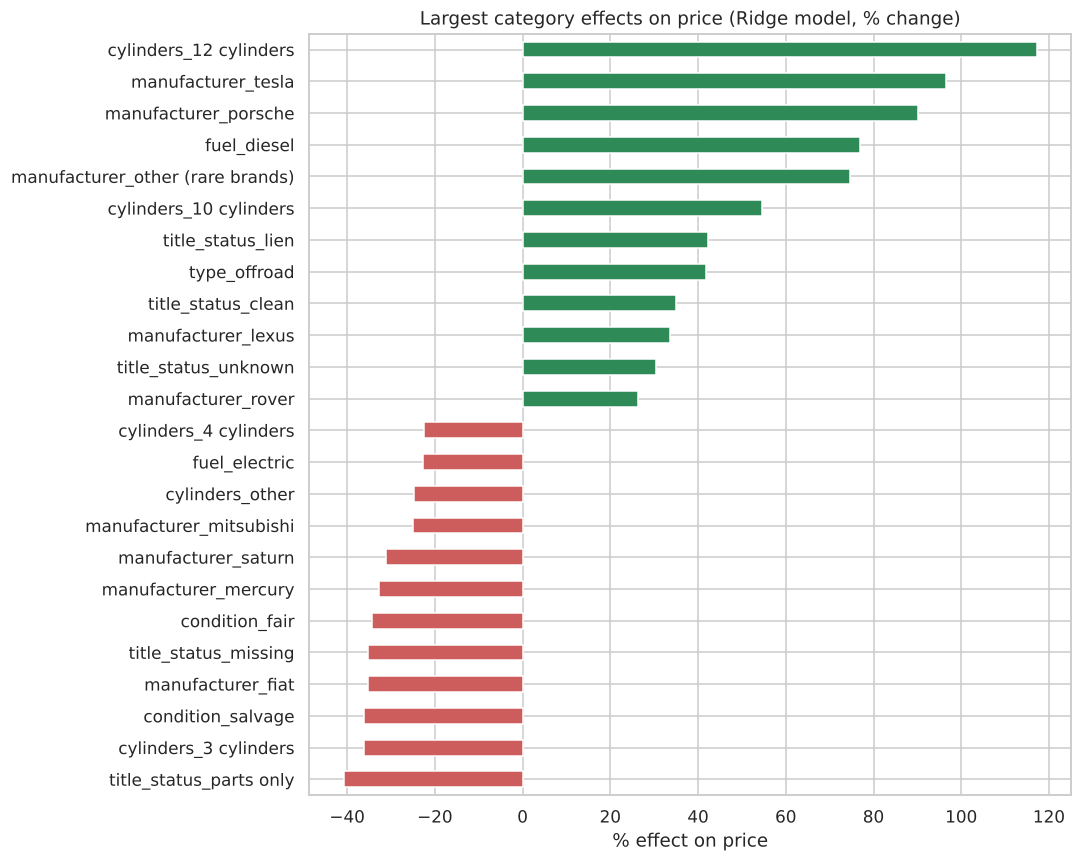 Largest category effects on price (Ridge model, % change)
cylinders_12 cylinders
manufacturer_tesla
manufacturer_porsche
fuel_diesel
manufacturer_other (rare brands)
cylinders_10 cylinders
title_status_lien
type_offroad
title_status_clean
manufacturer_lexus
title_status_unknown
manufacturer_rover
cylinders_4 cylinders
fuel_electric
cylinders_other
manufacturer_mitsubishi
manufacturer_saturn
manufacturer_mercury
condition_fair
title_status_missing
manufacturer_fiat
condition_salvage
cylinders_3 cylinders
title_status_parts only
−40 −20 0 20 40 60 80 100 120
% effect on price